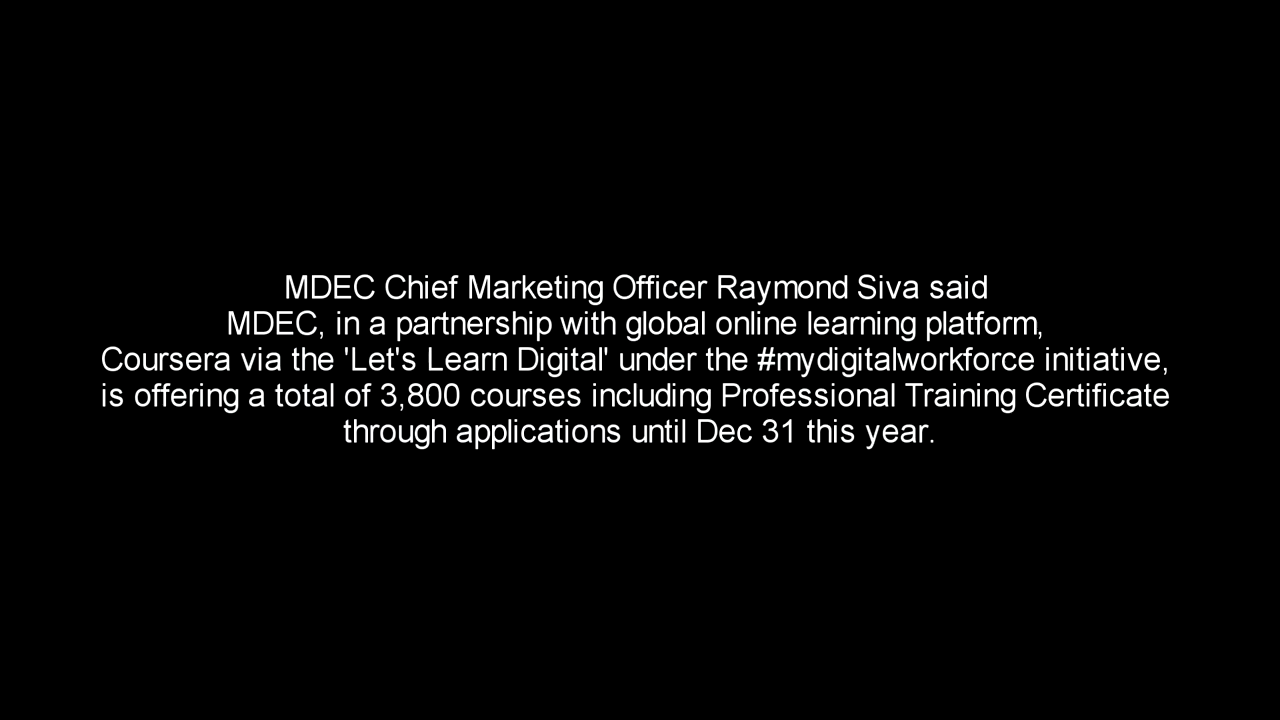 MDEC Chief Marketing Officer Raymond Siva said
MDEC, in a partnership with global online learning platform,
Coursera via the 'Let's Learn Digital' under the #mydigitalworkforce initiative,
is offering a total of 3,800 courses including Professional Training Certificate
through applications until Dec 31 this year.